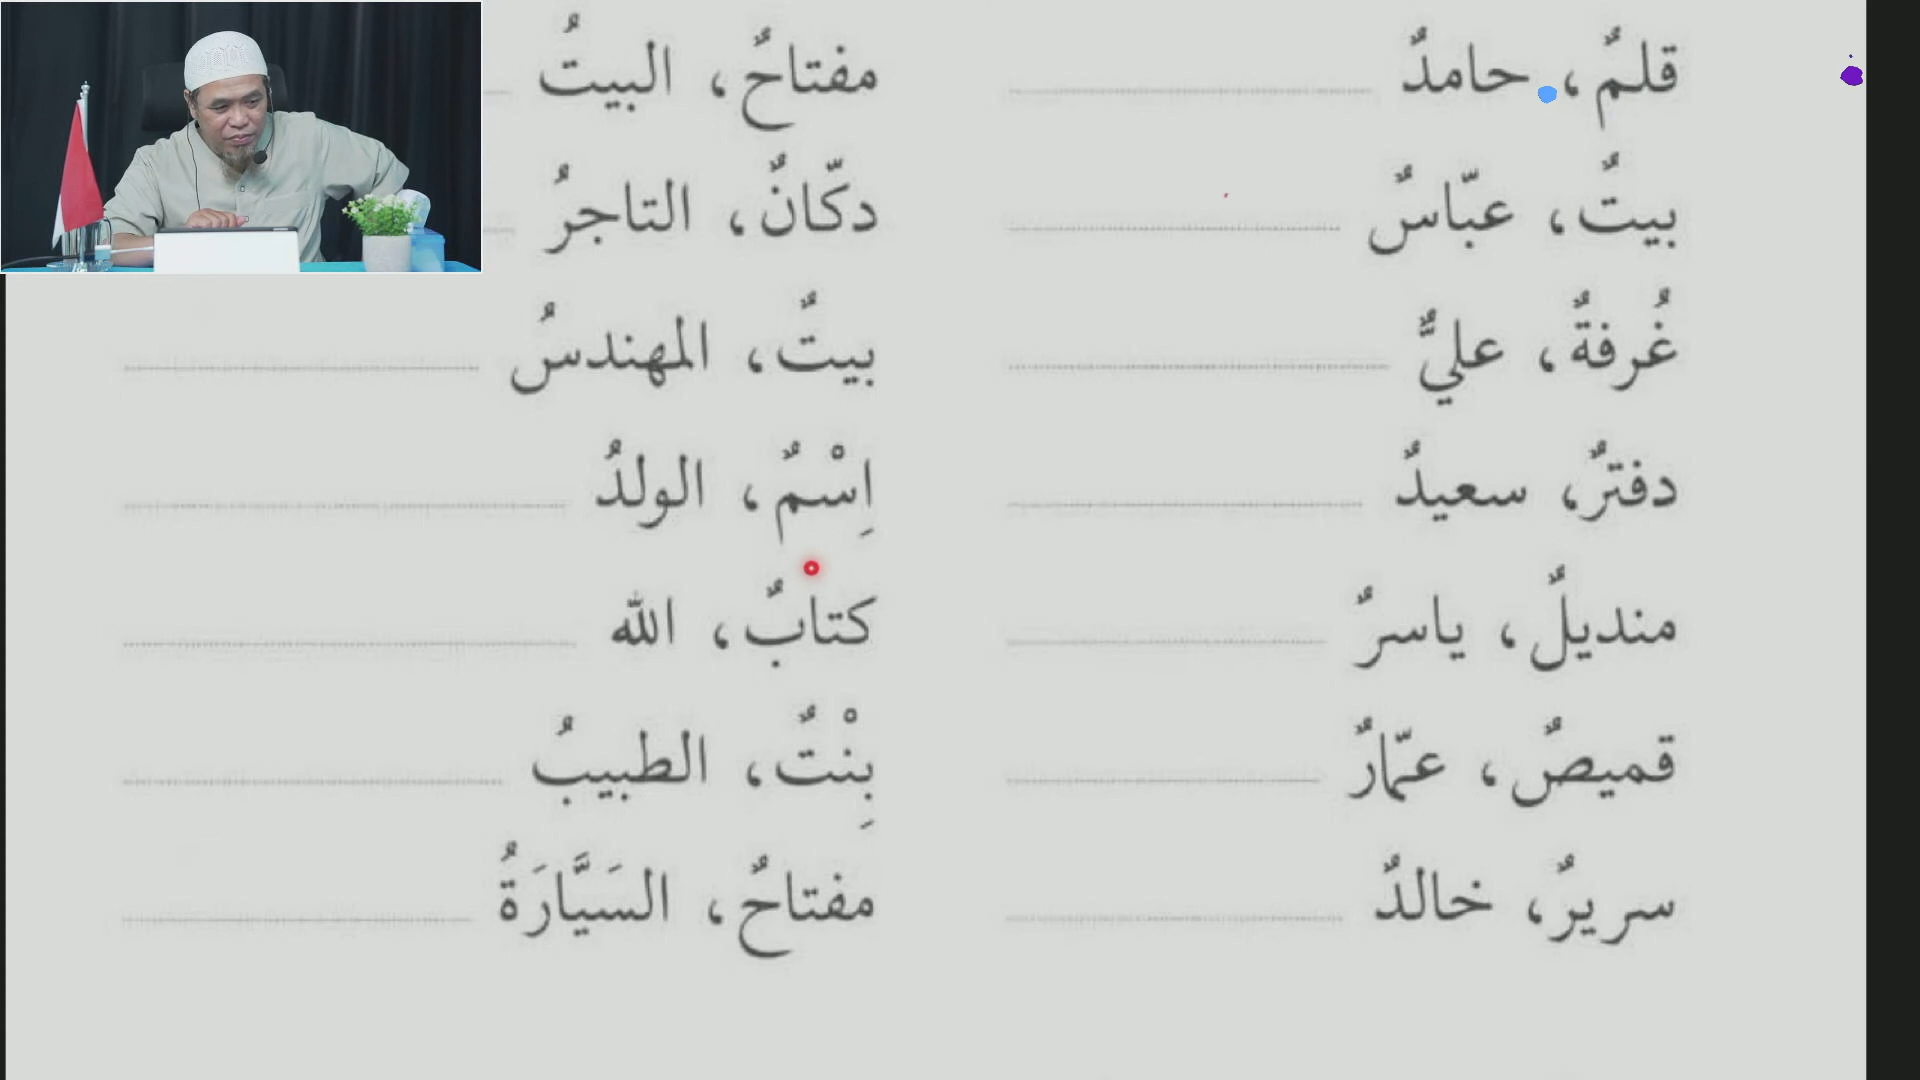 قلمٌ، حامدٌ
مفتاحٌ، البيتُ
بيتٌ، عبّاسٌ
دكّانٌ، التاجرُ
غُرفةٌ، عليٌّ
بيتٌ، المهندسُ
دفترٌ، سعيدٌ
اِسْمٌ، الولدُ
منديلٌ، ياسرٌ
كتابٌ، الله
قميصٌ، عمّارٌ
بِنْتٌ، الطبيبُ
سريرٌ، خالدٌ
مفتاحٌ، السَيَّارَةُ